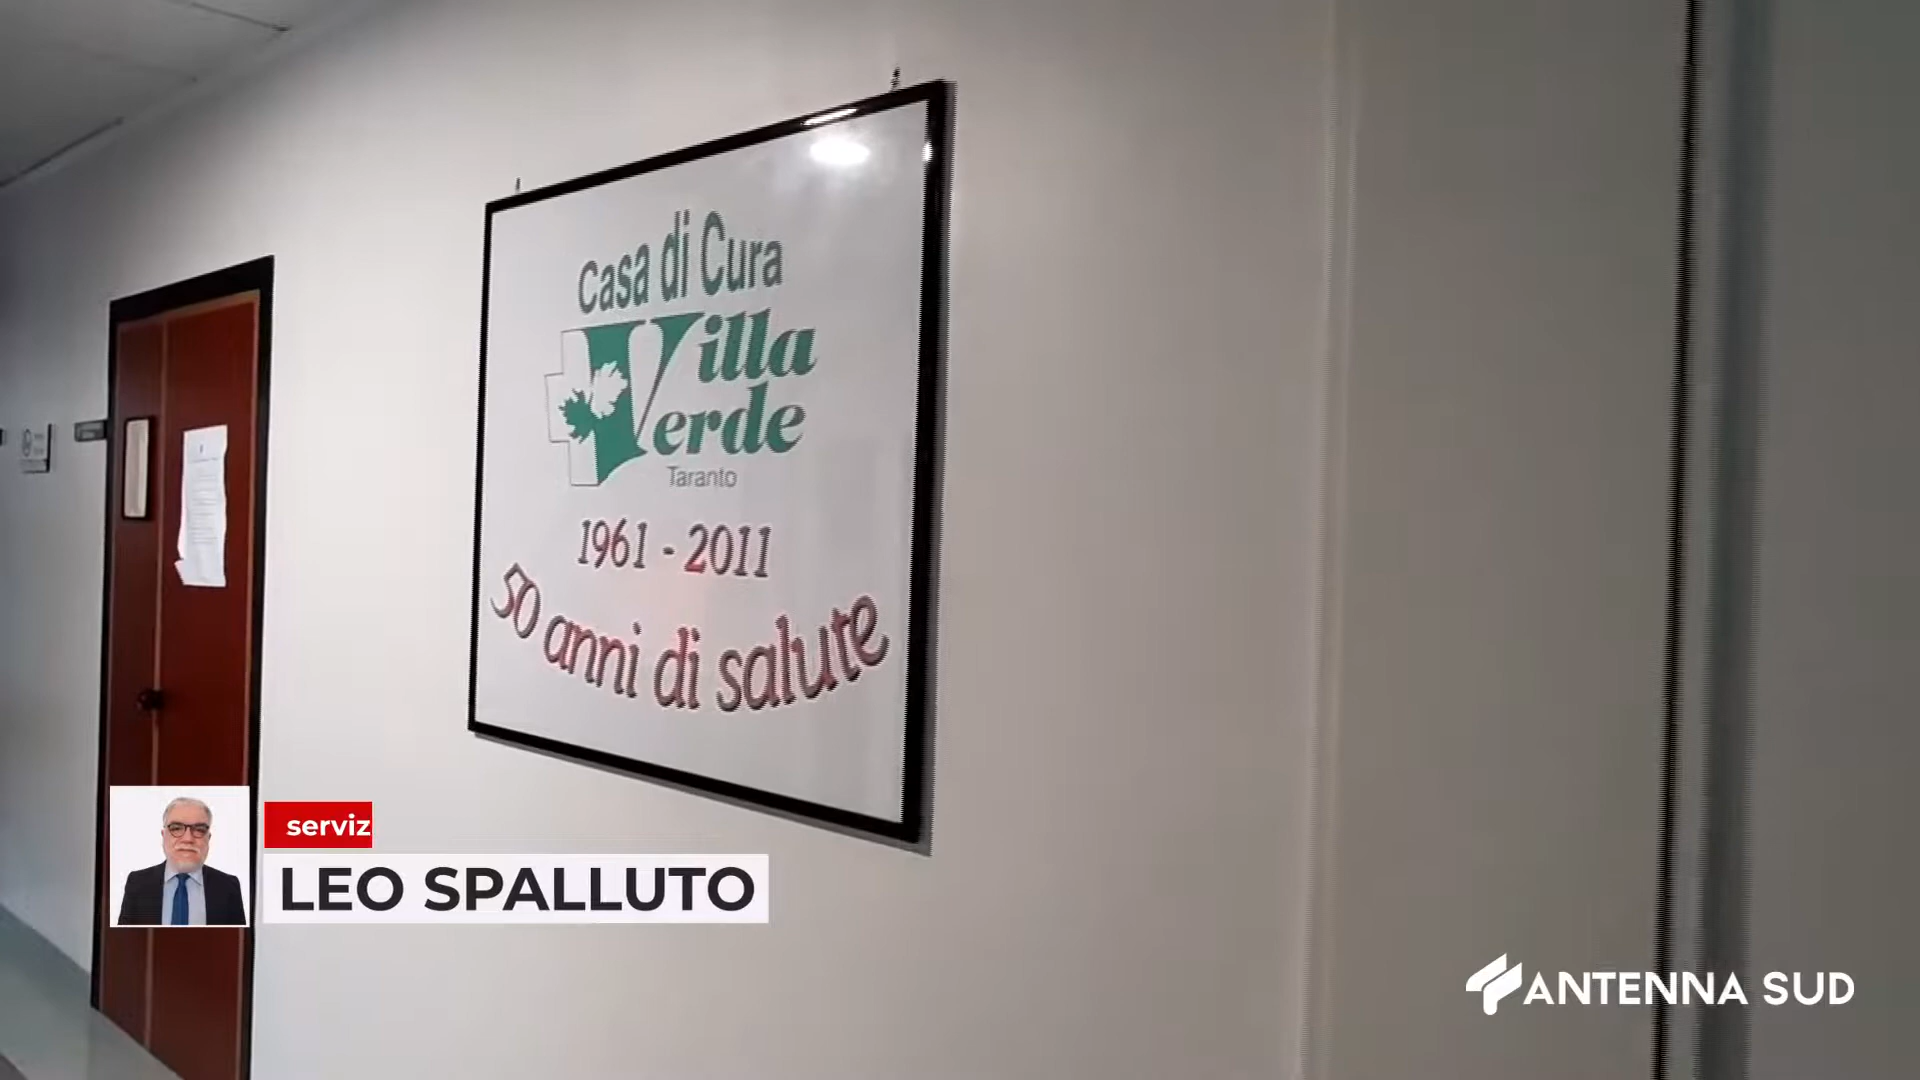 Casa di Cura
Villa
Verde
Taranto
1961 - 2011
50 anni di salute
serviz
LEO SPALLUTO
ANTENNA SUD